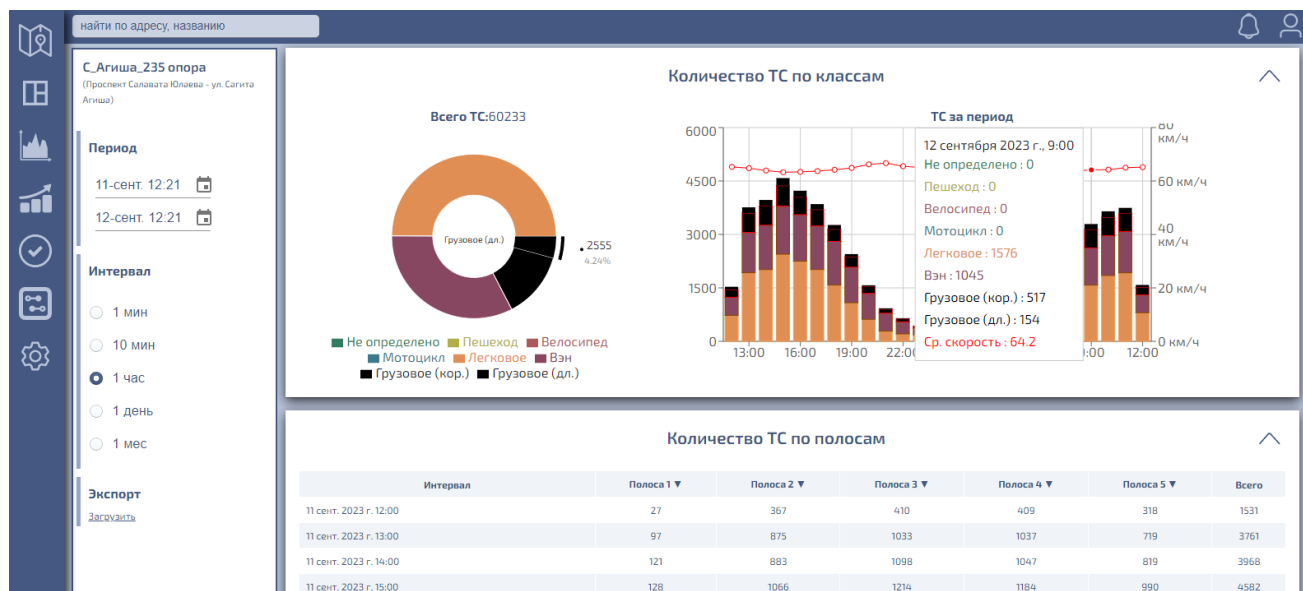 найти по адресу, названию
С_Агиша_235 опора
(Проспект Салавата Юлаева - ул. Сагита
Агиша)
Период
11-сент. 12:21
12-сент. 12:21
Интервал
1 мин
10 мин
1 час
1 день
1 мес
Экспорт
Загрузить
Количество ТС по классам
Всего ТС:60233
Грузовое (дл.)
2555
4.24%
Не определено Пешеход Велосипед
Мотоцикл Легковое Вэн
Грузовое (кор.) Грузовое (дл.)
ТС за период
6000
4500
3000
1500
0
13:00 16:00 19:00 22:0
:00 12:00
80
км/ч
60 км/ч
40
км/ч
20 км/ч
0 км/ч
12 сентября 2023 г., 9:00
Не определено : 0
Пешеход : 0
Велосипед : 0
Мотоцикл : 0
Легковое : 1576
Вэн : 1045
Грузовое (кор.) : 517
Грузовое (дл.) : 154
Ср. скорость : 64.2
Количество ТС по полосам
Интервал Полоса 1 ▼ Полоса 2 ▼ Полоса 3 ▼ Полоса 4 ▼ Полоса 5 ▼ Всего
11 сент. 2023 г. 12:00 27 367 410 409 318 1531
11 сент. 2023 г. 13:00 97 875 1033 1037 719 3761
11 сент. 2023 г. 14:00 121 883 1098 1047 819 3968
11 сент. 2023 г. 15:00 128 1066 1214 1184 990 4582